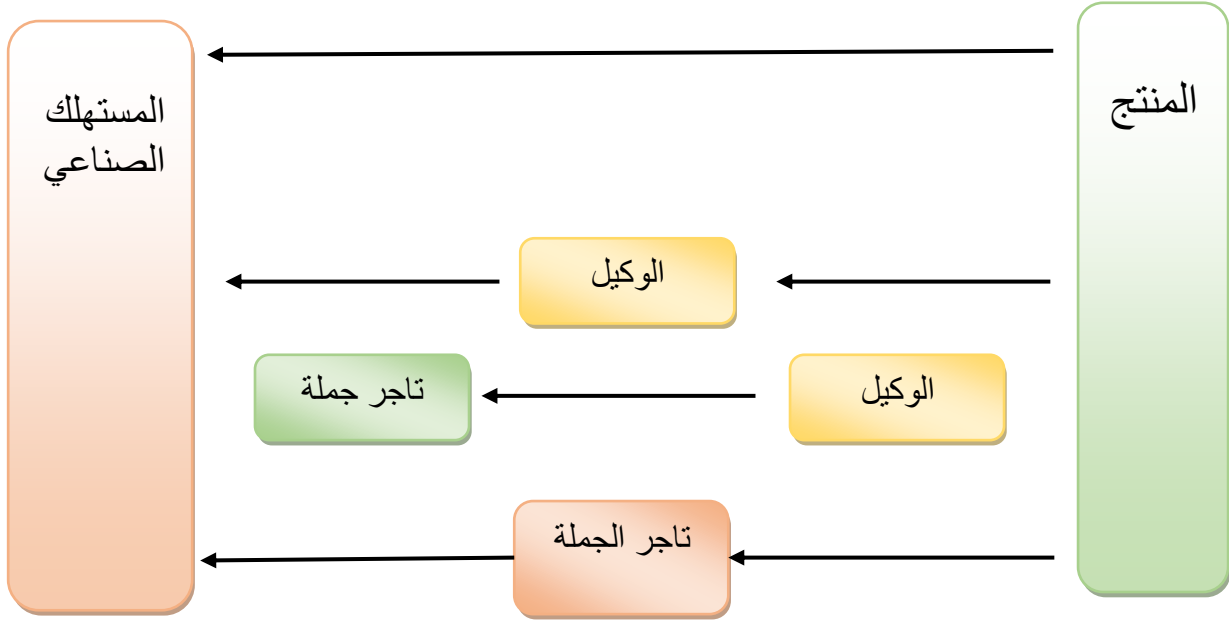 المنتج
المستهلك
الصناعي
الوكيل
الوكيل
تاجر جملة
تاجر الجملة